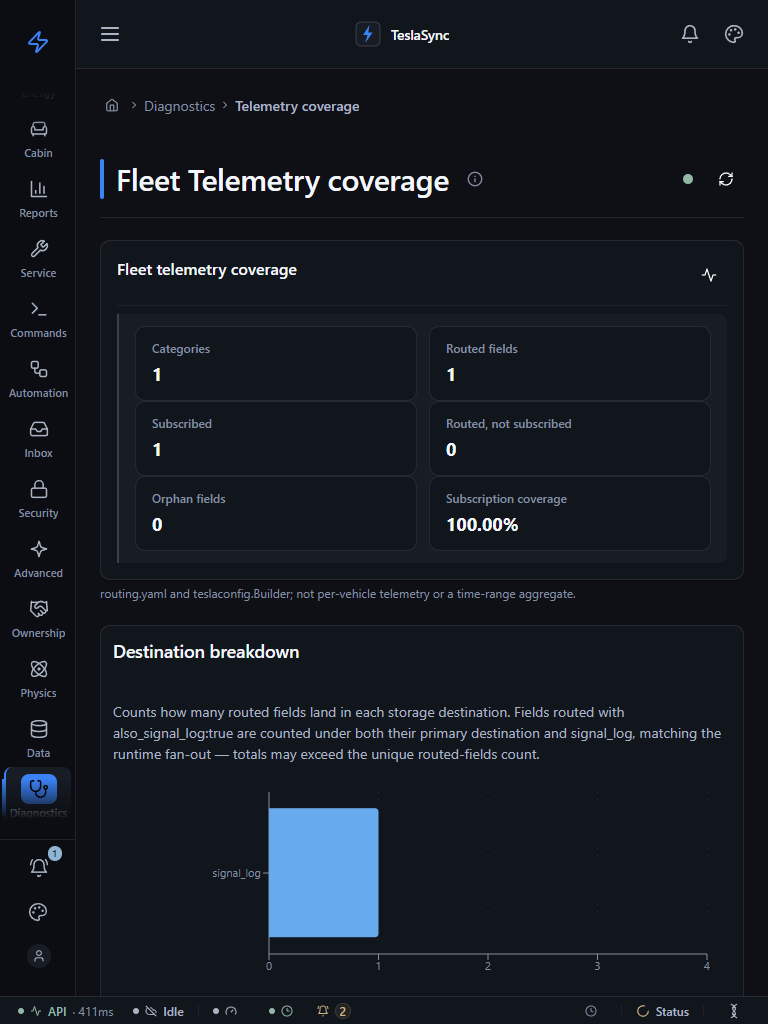 TeslaSync
Energy
Cabin
Reports
Service
Commands
Automation
Inbox
Security
Advanced
Ownership
Physics
Data
Diagnostics
1
Diagnostics
Telemetry coverage
Fleet Telemetry coverage
Fleet telemetry coverage
Categories
1
Routed fields
1
Subscribed
1
Routed, not subscribed
0
Orphan fields
0
Subscription coverage
100.00%
routing.yaml and teslaconfig.Builder; not per-vehicle telemetry or a time-range aggregate.
Destination breakdown
Counts how many routed fields land in each storage destination. Fields routed with
also_signal_log:true are counted under both their primary destination and signal_log, matching the
runtime fan-out — totals may exceed the unique routed-fields count.
signal_log
0 1 2 3 4
API · 411ms Idle 2 Status